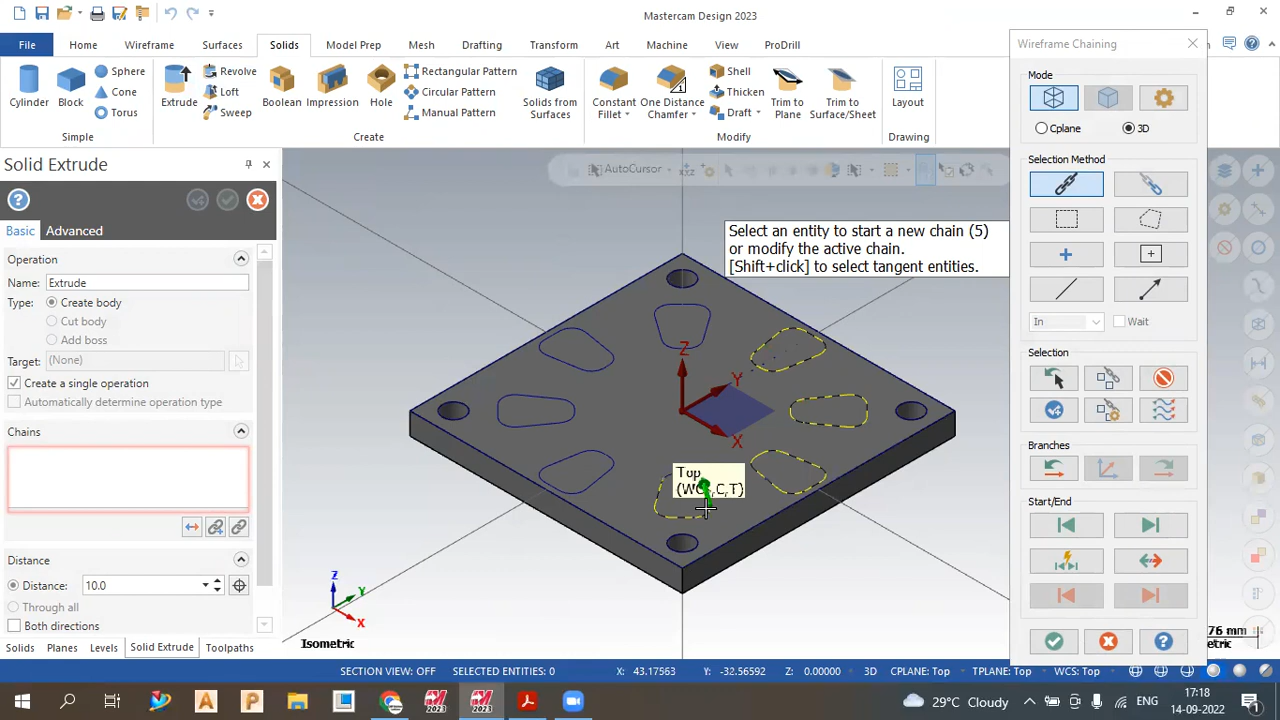 Mastercam Design 2023
File
Home
Wireframe
Surfaces
Solids
Model Prep
Mesh
Drafting
Transform
Art
Machine
View
ProDrill
Cylinder
Block
Sphere
Cone
Torus
Simple
Extrude
Revolve
Loft
Sweep
Boolean
Impression
Hole
Rectangular Pattern
Circular Pattern
Manual Pattern
Create
Solids from
Surfaces
Constant
Fillet
One Distance
Chamfer
Shell
Thicken
Draft
Trim to
Plane
Trim to
Surface/Sheet
Modify
Layout
Drawing
Solid Extrude
Basic
Advanced
Operation
Name: Extrude
Type: Create body
Cut body
Add boss
Target: (None)
Create a single operation
Automatically determine operation type
Chains
Distance
Distance: 10.0
Through all
Both directions
Solids
Planes
Levels
Solid Extrude
Toolpaths
AutoCursor
Select an entity to start a new chain (5)
or modify the active chain.
[Shift+click] to select tangent entities.
Z
Y
X
Top
Z
Y
X
Isometric
Wireframe Chaining
Mode
Cplane
3D
Selection Method
In
Wait
Selection
Branches
Start/End
76 mm
SECTION VIEW: OFF
SELECTED ENTITIES: 0
X: 43.17563
Y: -32.56592
Z: 0.00000
3D
CPLANE: Top
TPLANE: Top
WCS: Top
2023
2023
29°C Cloudy
ENG
17:18
14-09-2022